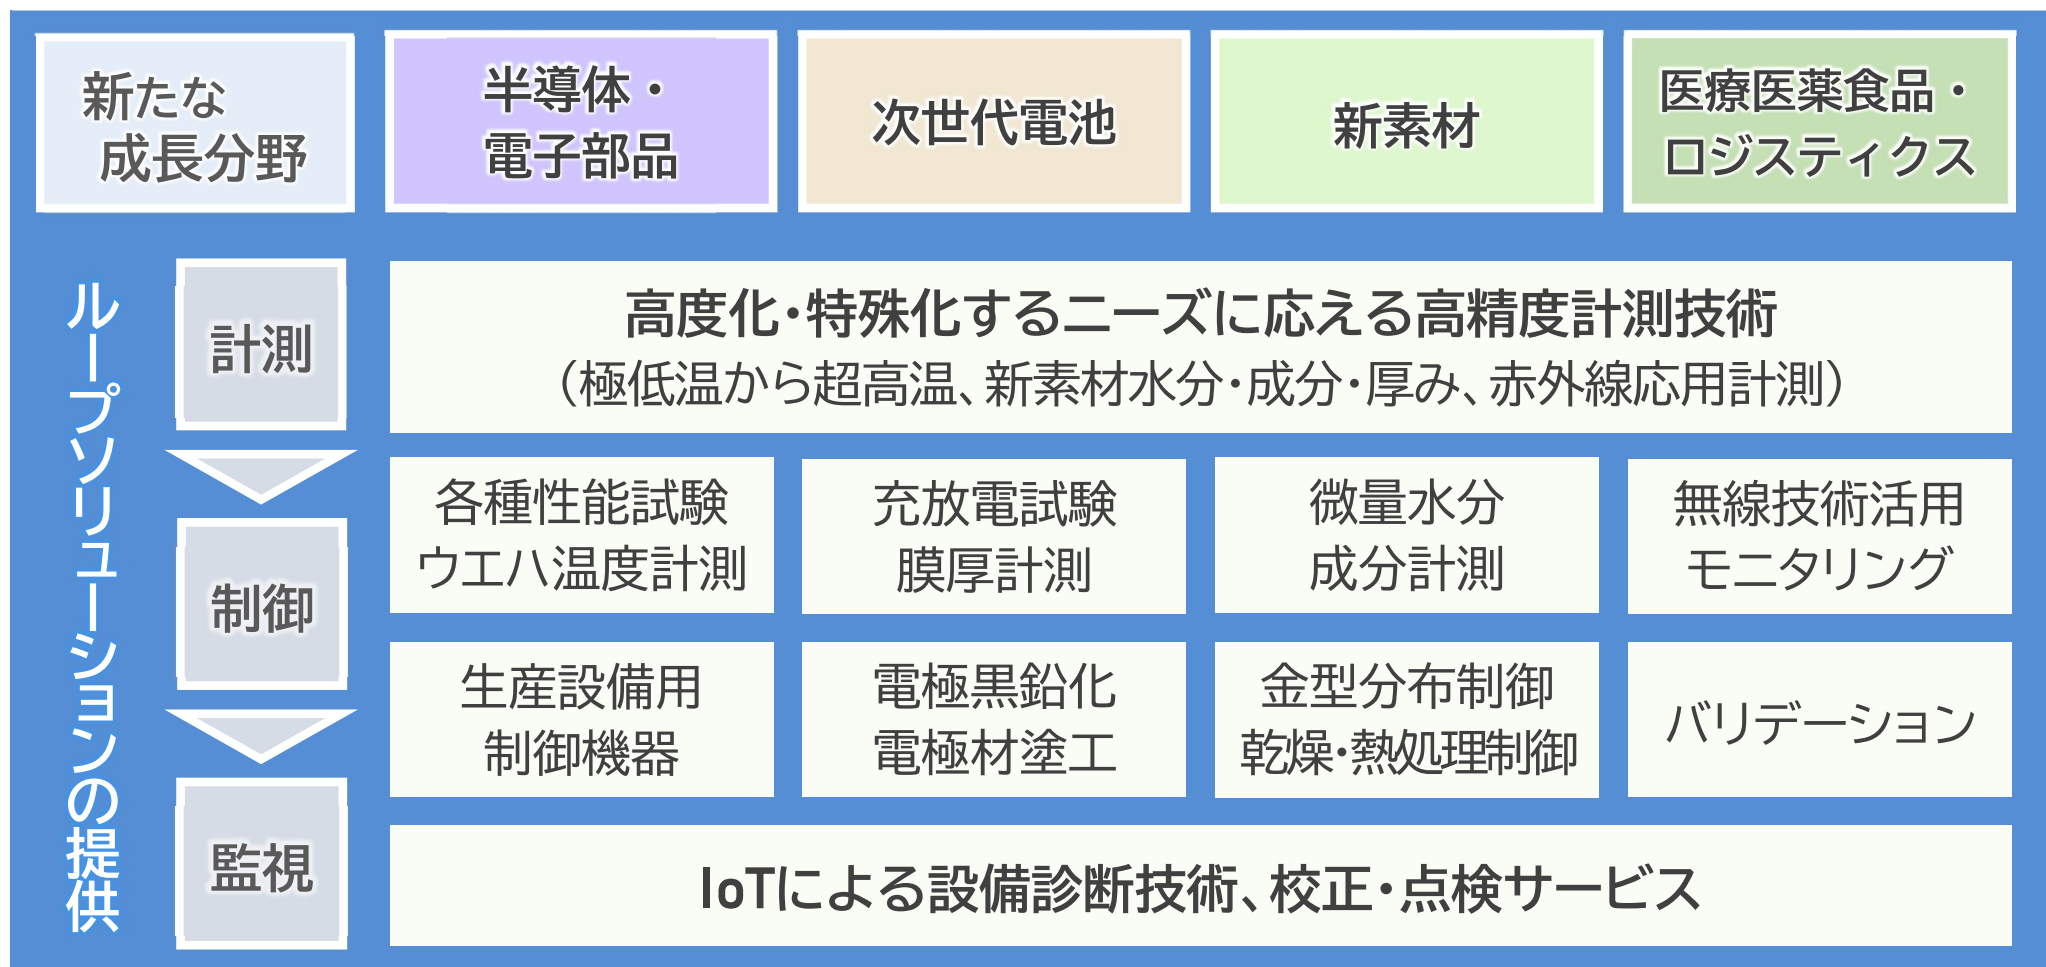 新たな
成長分野
半導体・
電子部品
次世代電池
新素材
医療医薬食品・
ロジスティクス
ループソリューションの提供
計測
高度化・特殊化するニーズに応える高精度計測技術
（極低温から超高温、新素材水分・成分・厚み、赤外線応用計測）
各種性能試験
ウエハ温度計測
充放電試験
膜厚計測
微量水分
成分計測
無線技術活用
モニタリング
制御
生産設備用
制御機器
電極黒鉛化
電極材塗工
金型分布制御
乾燥・熱処理制御
バリデーション
監視
IoTによる設備診断技術、校正・点検サービス